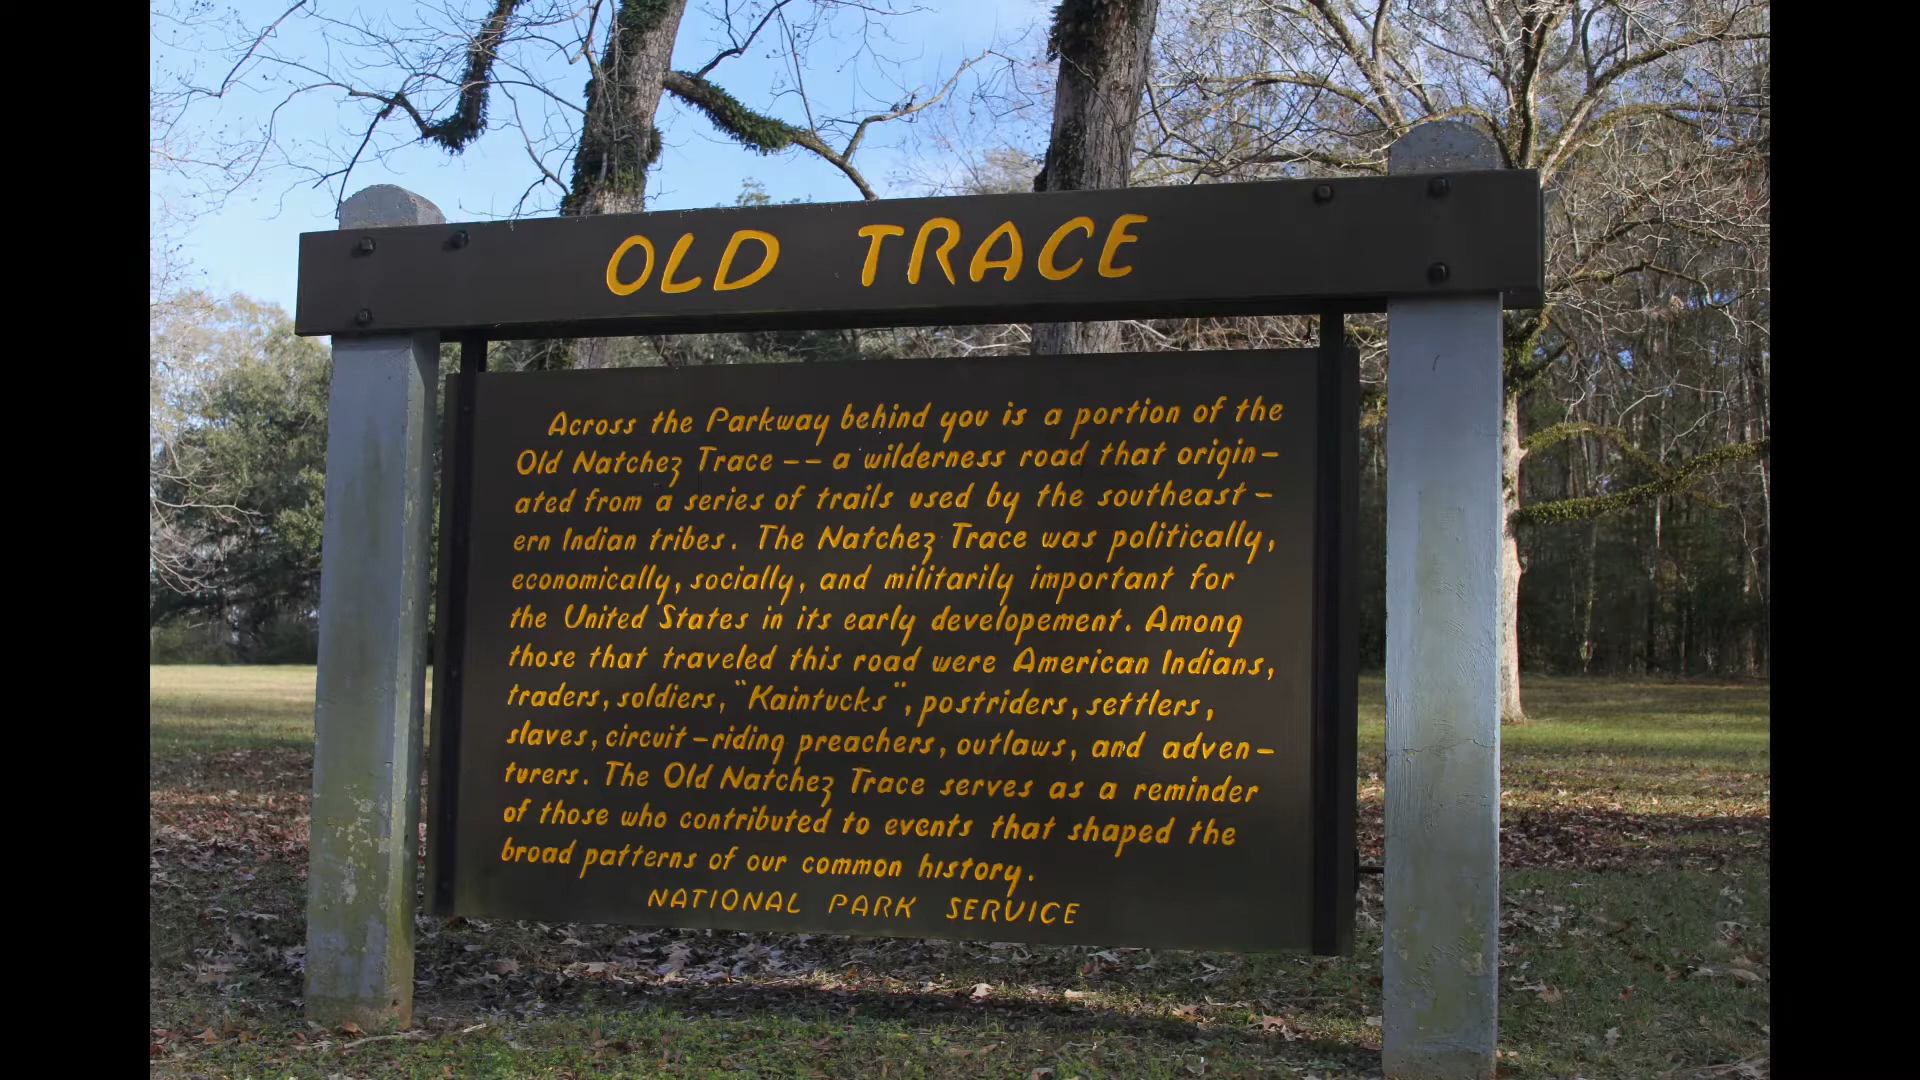 OLD TRACE
Across the Parkway behind you is a portion of the
Old Natchez Trace -- a wilderness road that origin-
ated from a series of trails used by the southeast-
ern Indian tribes. The Natchez Trace was politically,
economically, socially, and militarily important for
the United States in its early developement. Among
those that traveled this road were American Indians,
traders, soldiers, "Kaintucks", postriders, settlers,
slaves, circuit-riding preachers, outlaws, and adven-
turers. The Old Natchez Trace serves as a reminder
of those who contributed to events that shaped the
broad patterns of our common history.
NATIONAL PARK SERVICE